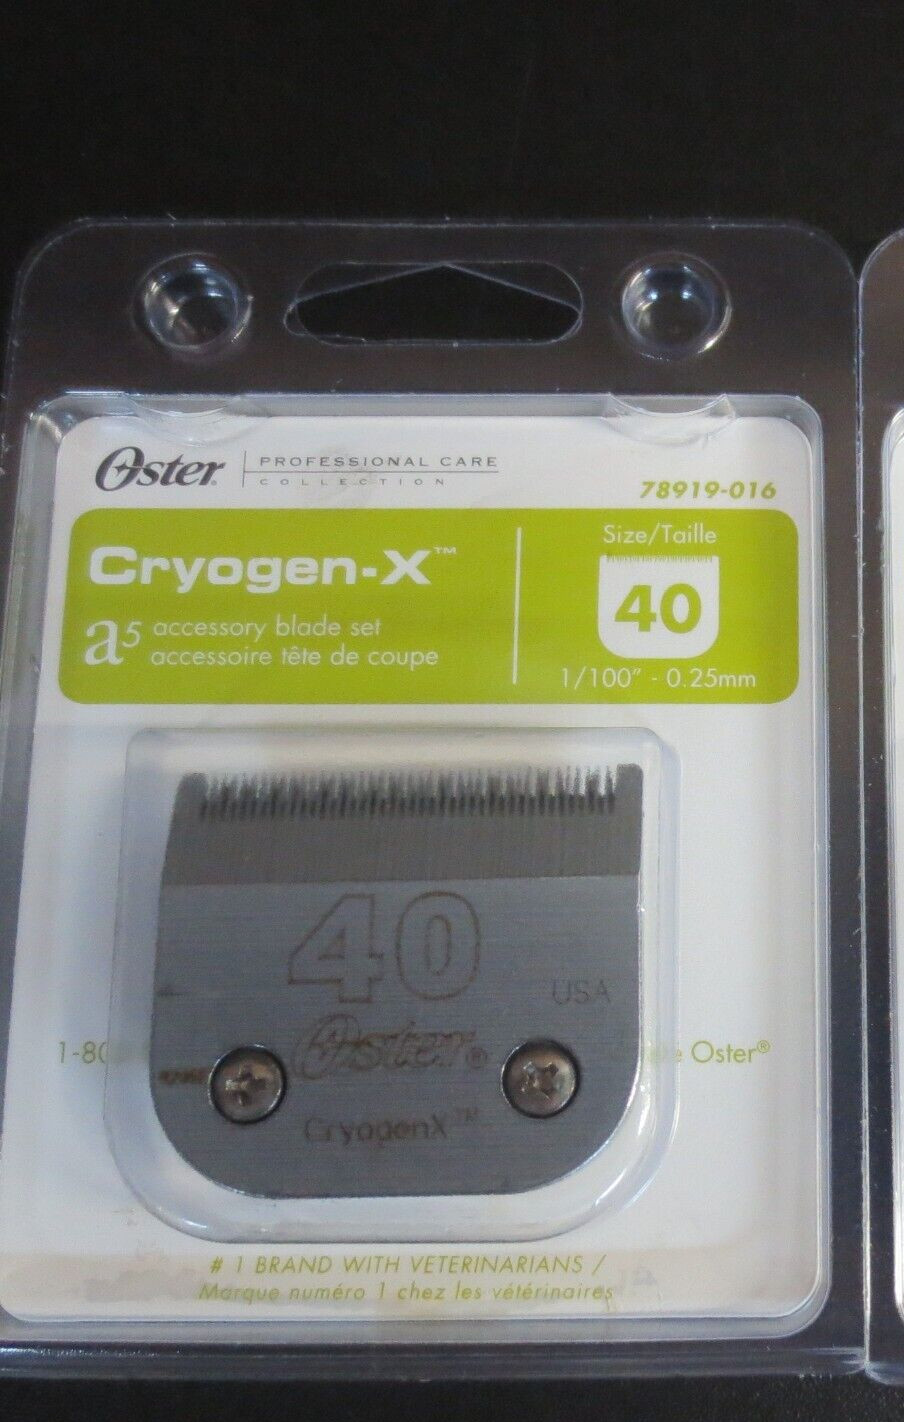 Oster® PROFESSIONAL CARE
COLLECTION
78919-016
Cryogen-X™
a5 accessory blade set
accessoire tête de coupe
Size/Taille
40
1/100" - 0.25mm
40
USA
Oster®
CryogenX™
1-80
Oster®
# 1 BRAND WITH VETERINARIANS /
Marque numéro 1 chez les vétérinaires